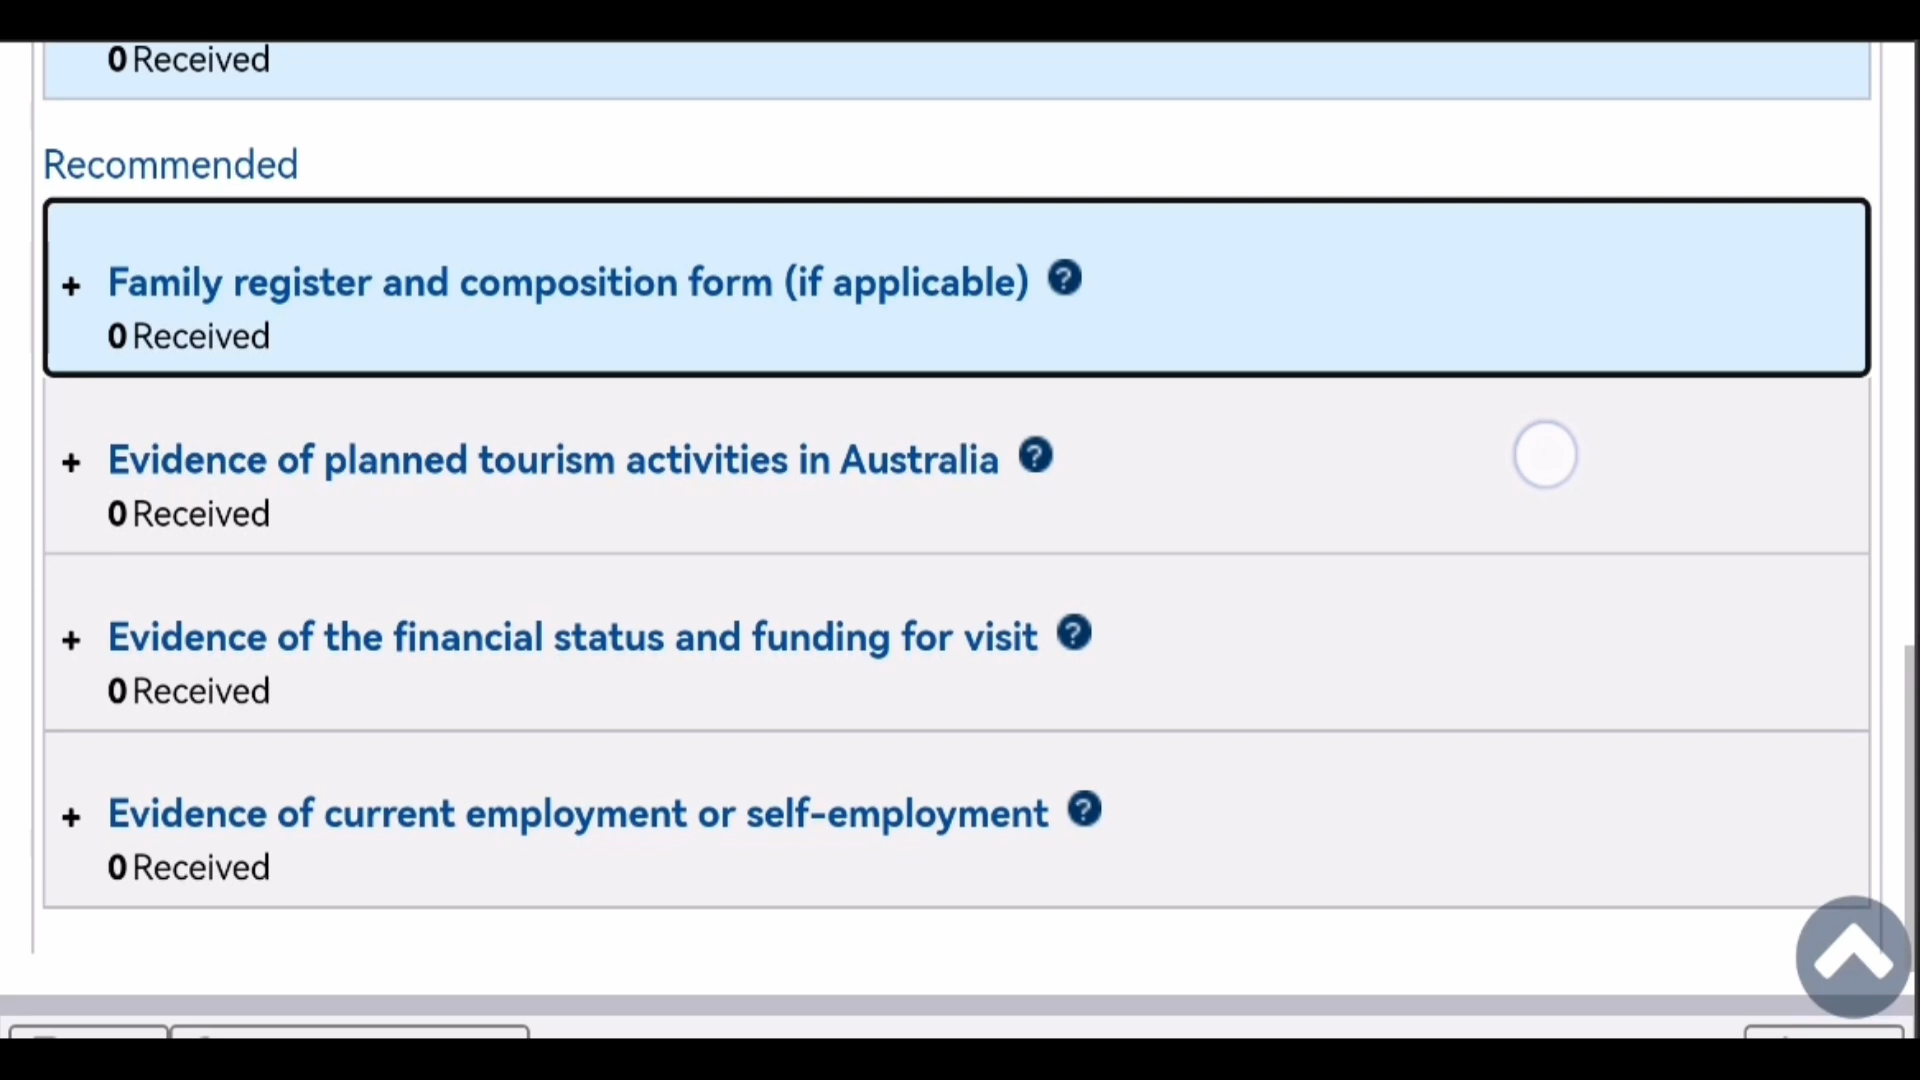 0 Received
Recommended
+ Family register and composition form (if applicable) ?
0 Received
+ Evidence of planned tourism activities in Australia ?
0 Received
+ Evidence of the financial status and funding for visit ?
0 Received
+ Evidence of current employment or self-employment ?
0 Received